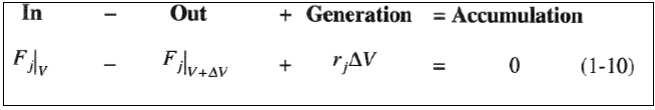 In − Out + Generation = Accumulation
F_j|_V − F_j|_{V+ΔV} + r_jΔV = 0 (1-10)